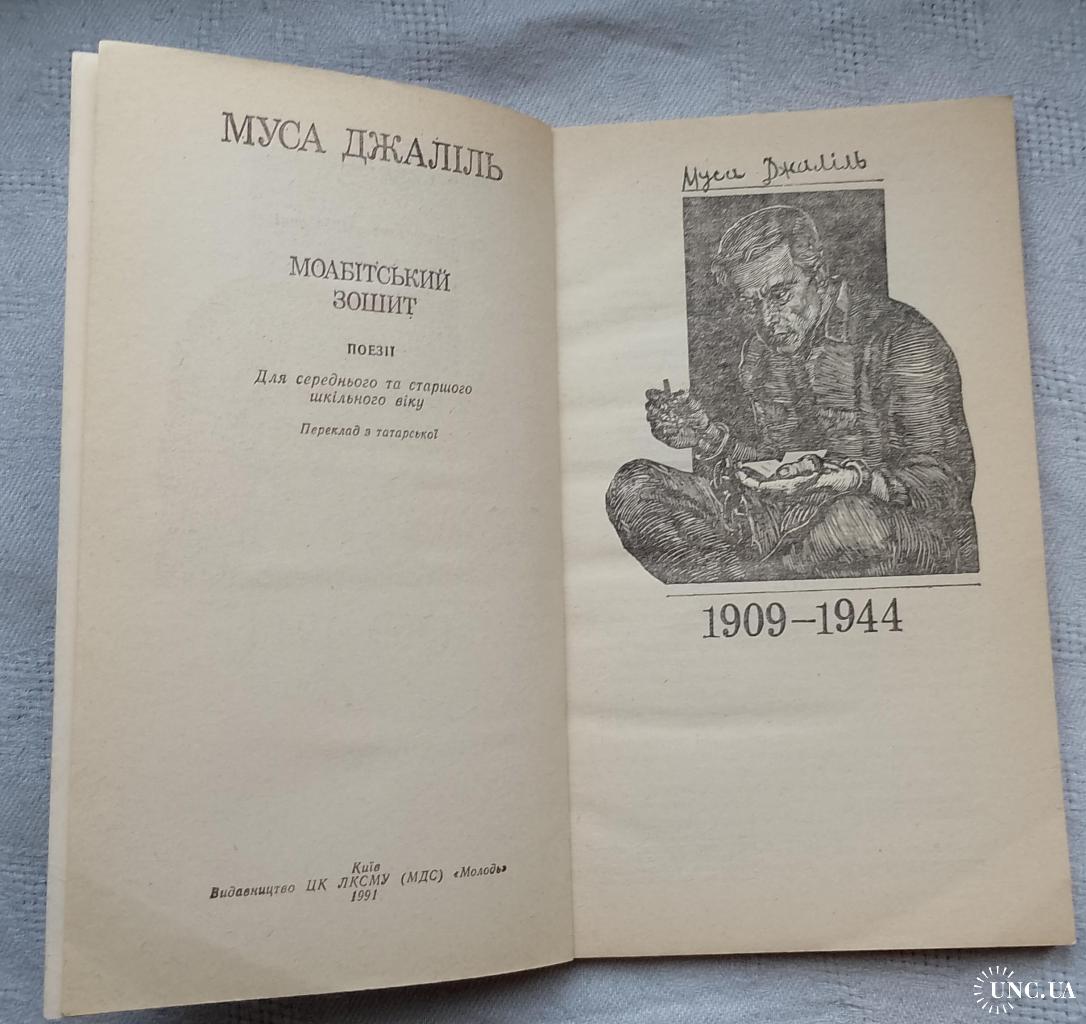 МУСА ДЖАЛІЛЬ
МОАБІТСЬКИЙ
ЗОШИТ
ПОЕЗІЇ
Для середнього та старшого
шкільного віку
Переклад з татарської
Київ
Видавництво ЦК ЛКСМУ (МДС) «Молодь»
1991
Муса Джаліль
1909–1944
UNC.UA